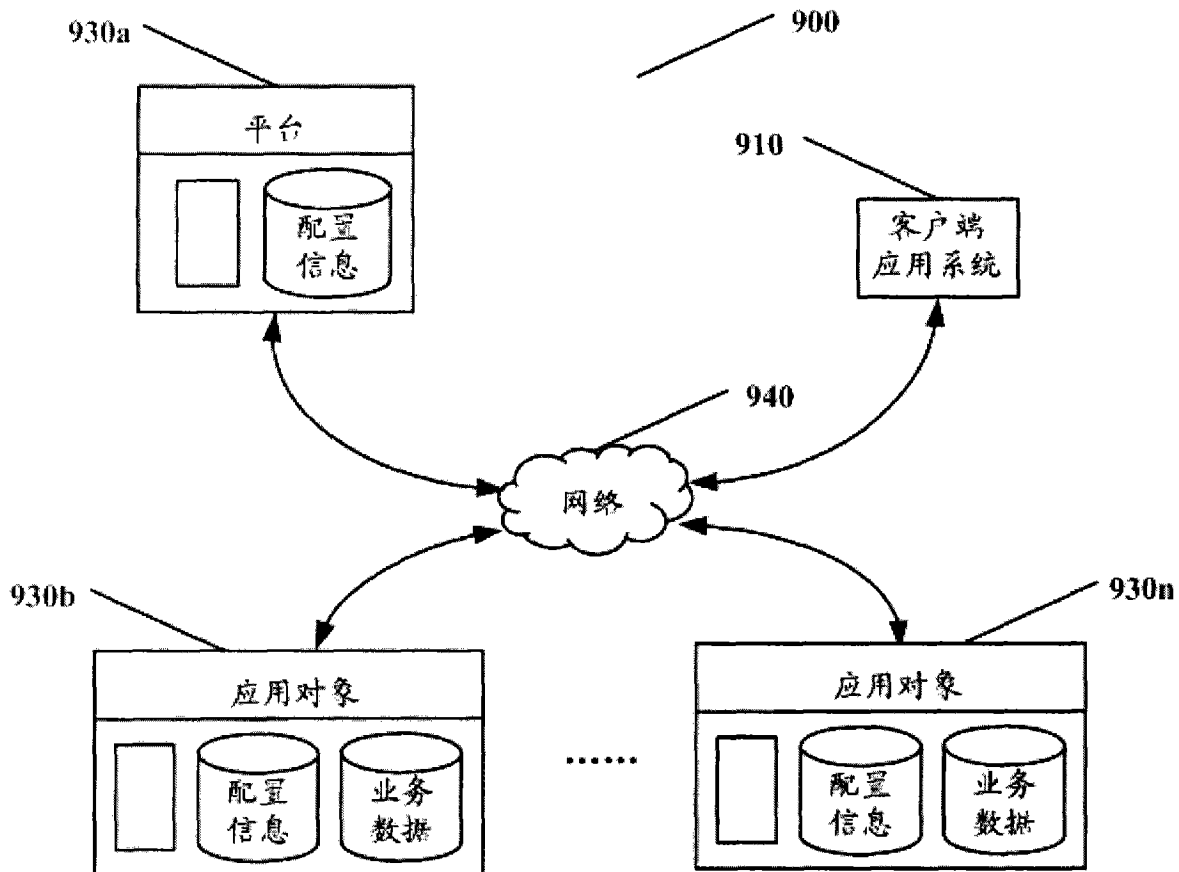 930a
900
平台
910
配置
信息
客户端
应用系统
940
网络
930b
930n
应用对象
应用对象
配置
信息
业务
数据
......
配置
信息
业务
数据